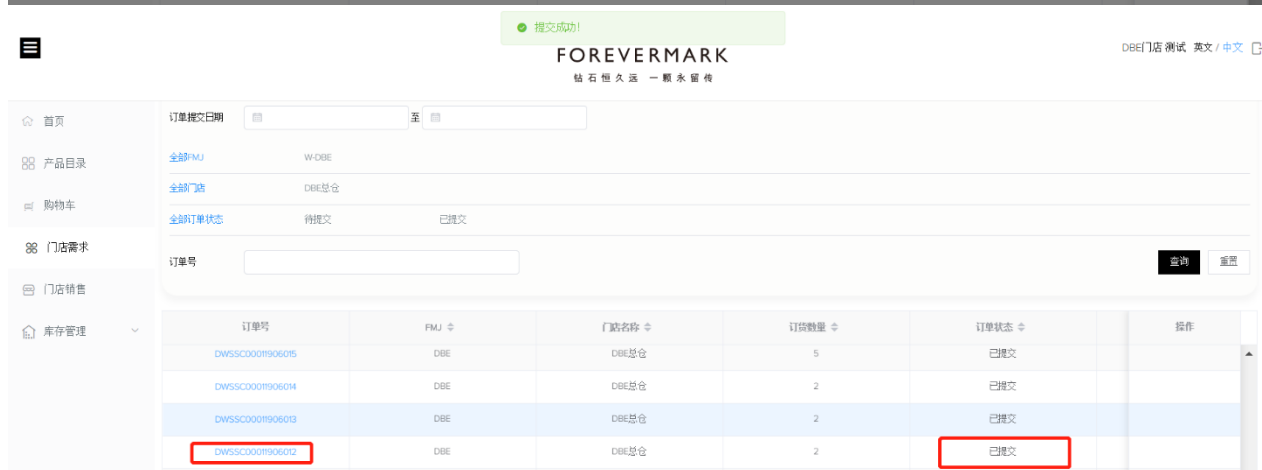 提交成功!
FOREVERMARK
钻石恒久远 一颗永留传
DBE门店 测试 英文 / 中文
首页
产品目录
购物车
门店需求
门店销售
库存管理
订单提交日期 至
全部FMJ W-DBE
全部门店 DBE总仓
全部订单状态 待提交 已提交
订单号 查询 重置
订单号 FMJ 门店名称 订货数量 订单状态 操作
DWSSC00011906015 DBE DBE总仓 5 已提交
DWSSC00011906014 DBE DBE总仓 2 已提交
DWSSC00011906013 DBE DBE总仓 2 已提交
DWSSC00011906012 DBE DBE总仓 2 已提交